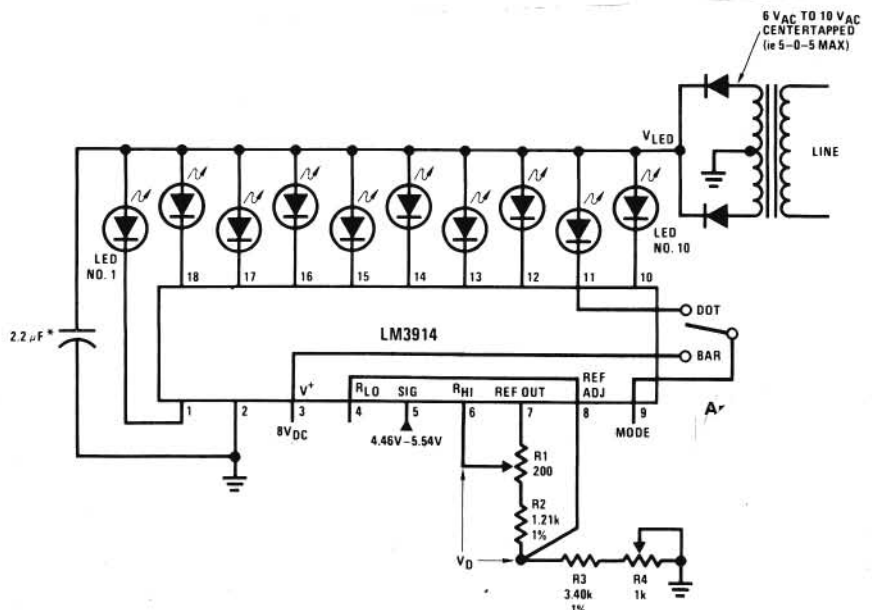 6 VAC TO 10 VAC
CENTERTAPPED
(ie 5-0-5 MAX)
VLED
LINE
LED
NO. 1
LED
NO. 10
18
17
16
15
14
13
12
11
10
DOT
LM3914
2.2 μF*
BAR
V+
RLO
SIG
RHI
REF OUT
REF
ADJ
1
2
3
4
5
6
7
8
9
8VDC
4.46V-5.54V
MODE
A
R1
200
R2
1.21k
1%
VD
R3
3.40k
1%
R4
1k